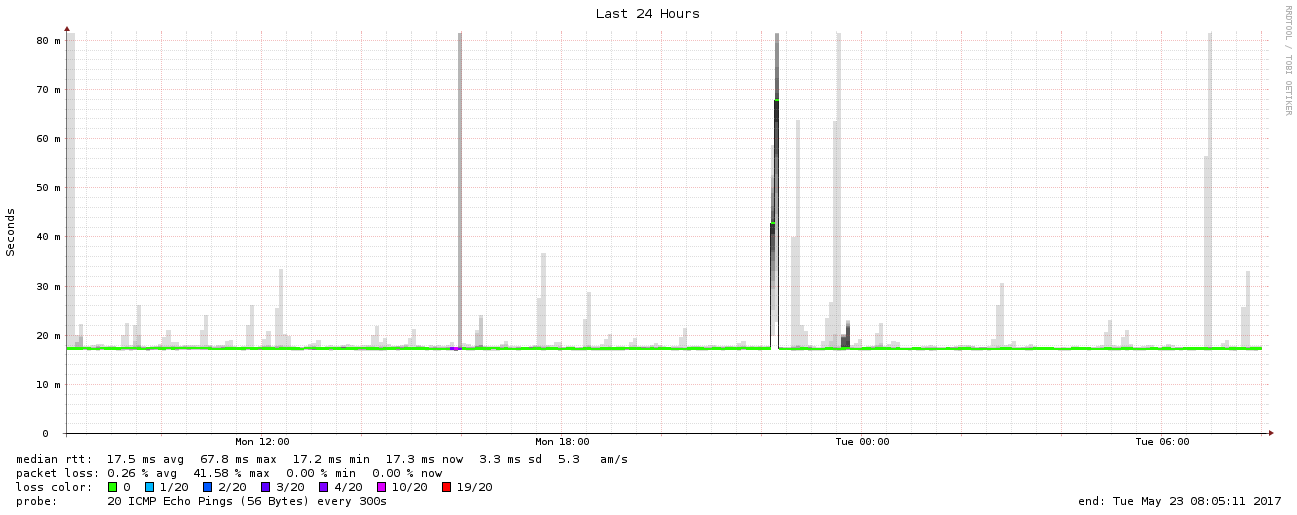 Last 24 Hours
RRDTOOL / TOBI OETIKER
Seconds
80 m
70 m
60 m
50 m
40 m
30 m
20 m
10 m
0
Mon 12:00 Mon 18:00 Tue 00:00 Tue 06:00
median rtt: 17.5 ms avg 67.8 ms max 17.2 ms min 17.3 ms now 3.3 ms sd 5.3 am/s
packet loss: 0.26 % avg 41.58 % max 0.00 % min 0.00 % now
loss color: 0 1/20 2/20 3/20 4/20 10/20 19/20
probe: 20 ICMP Echo Pings (56 Bytes) every 300s end: Tue May 23 08:05:11 2017